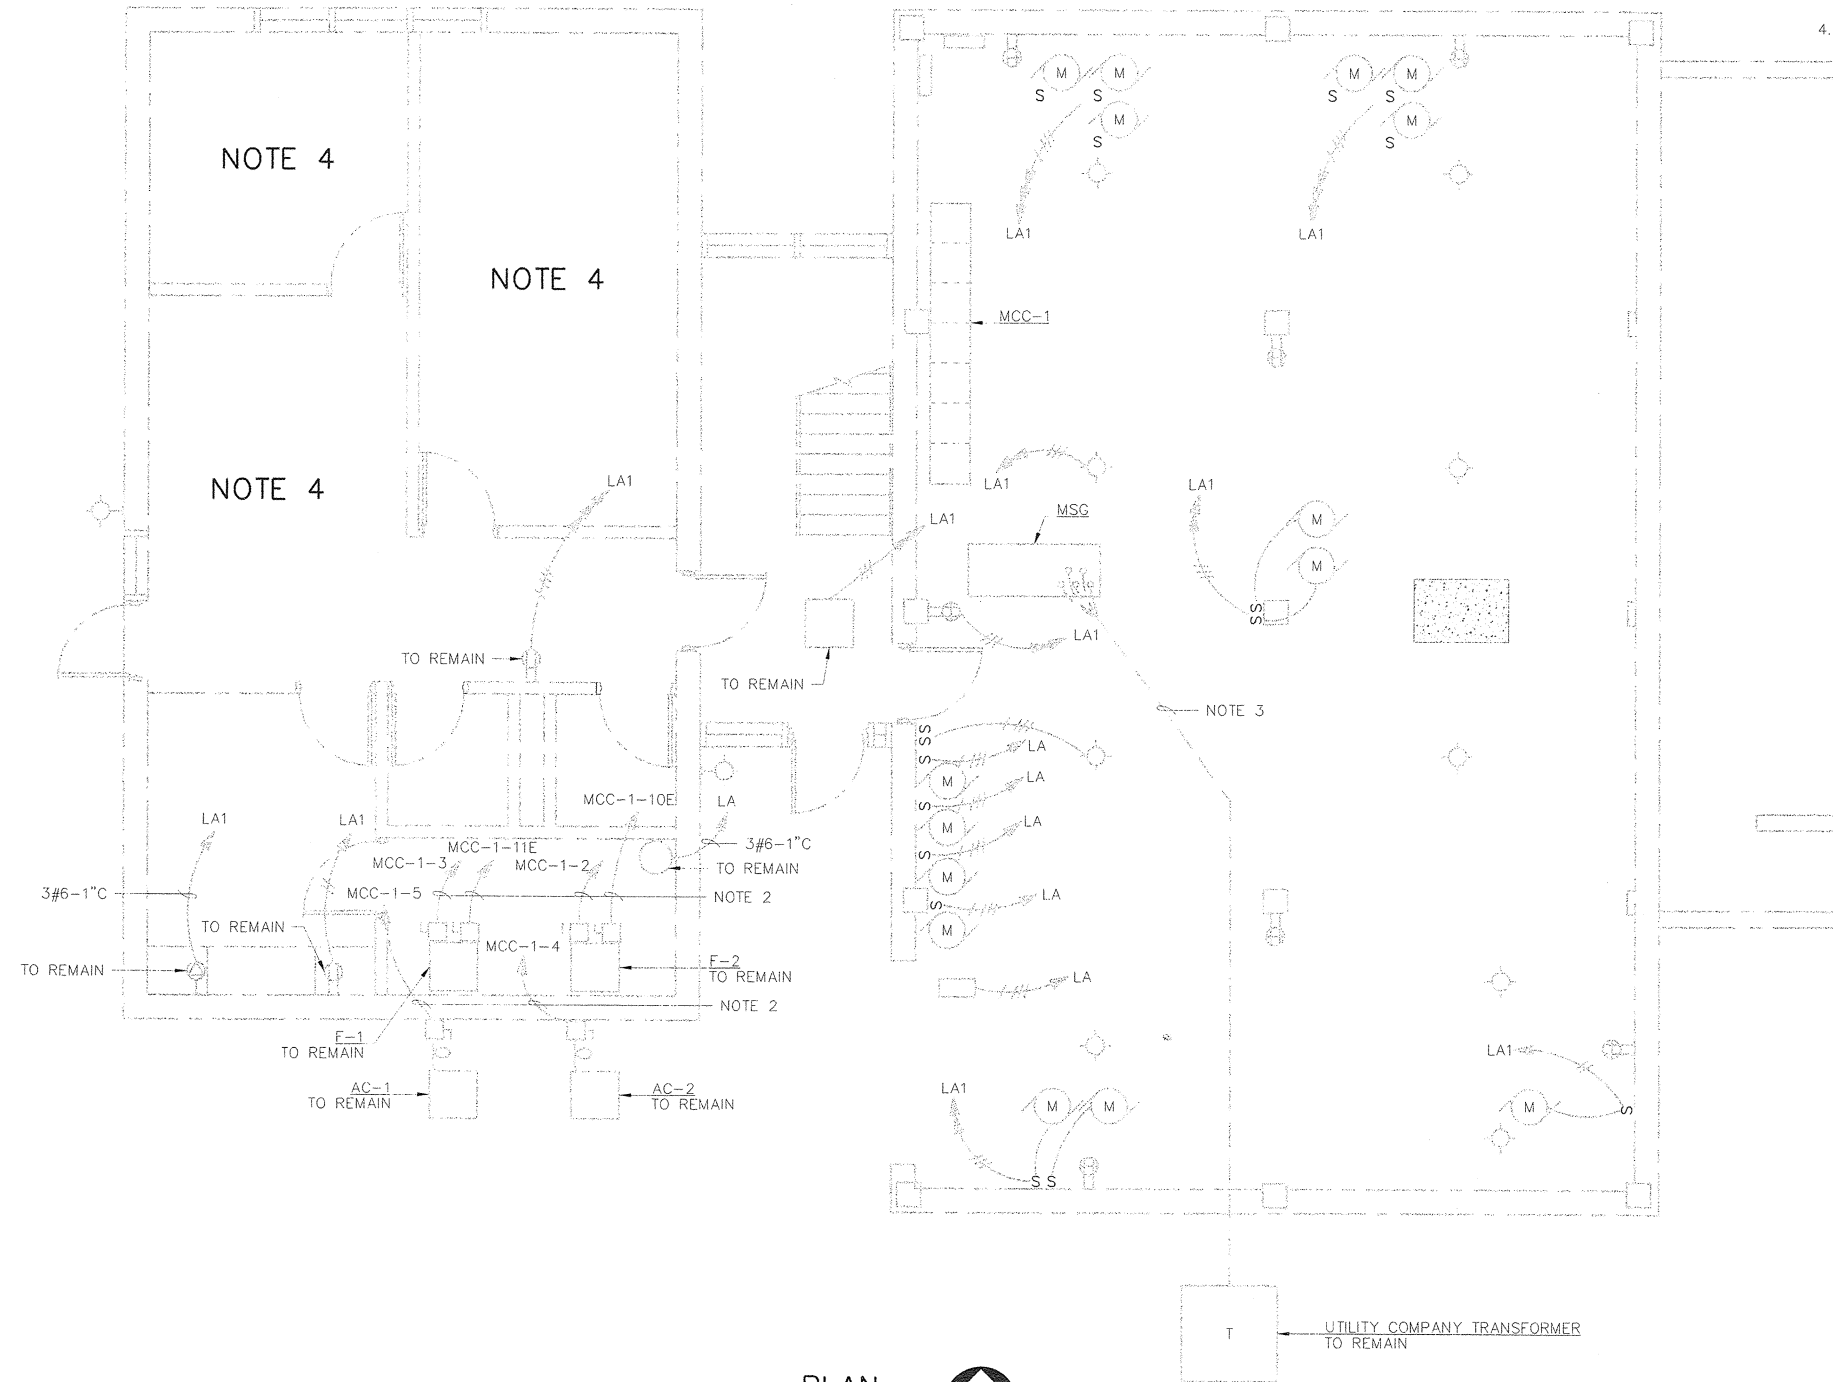 4.
M
M
M
M
S
S
S
S
M
M
S
S
NOTE 4
LA1
LA1
NOTE 4
MCC-1
NOTE 4
LA1
LA1
LA1
LA1
MSG
M
M
SS
LA1
TO REMAIN
TO REMAIN
NOTE 3
SS
S
LA
M
LA
S
MCC-1-10E
LA
LA1
LA1
M
LA
MCC-1-11E
3#6-1"C
MCC-1-3
MCC-1-2
S
TO REMAIN
M
3#6-1"C
MCC-1-5
NOTE 2
LA
S
TO REMAIN
M
MCC-1-4
TO REMAIN
F-2
TO REMAIN
LA
NOTE 2
F-1
TO REMAIN
LA1
AC-1
TO REMAIN
AC-2
TO REMAIN
LA1
M
M
M
S
SS
T
UTILITY COMPANY TRANSFORMER
TO REMAIN